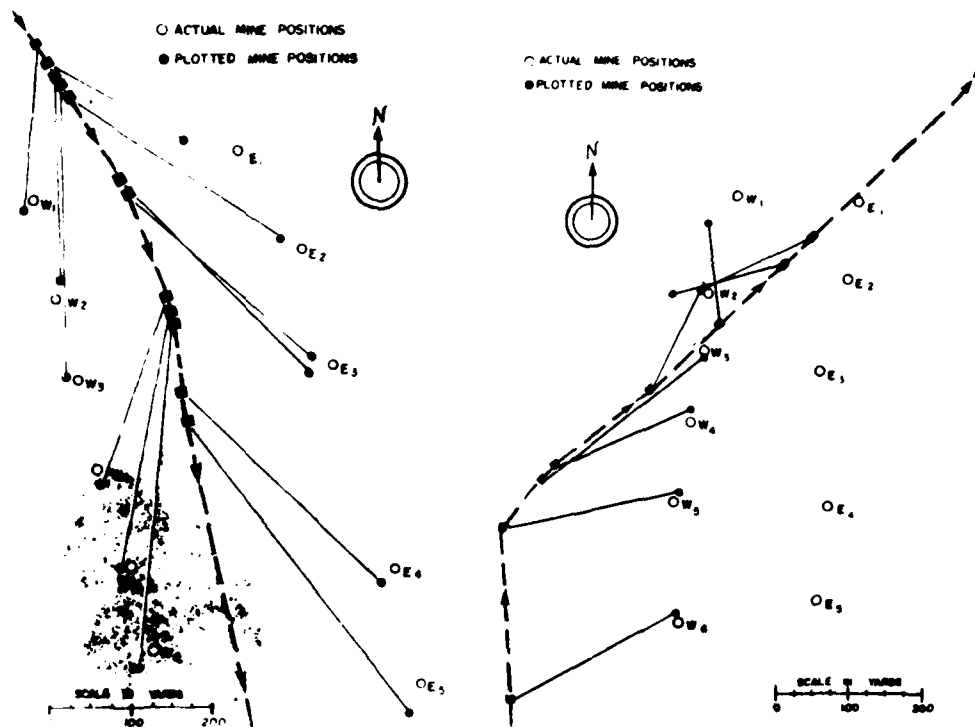 ○ ACTUAL MINE POSITIONS
● PLOTTED MINE POSITIONS
N
E.
W1
E2
W2
E3
W3
E4
E5
SCALE IN YARDS
100 200
○ ACTUAL MINE POSITIONS
● PLOTTED MINE POSITIONS
N
W1
E1
W2
E2
W3
E3
W4
W5
E4
E5
W6
SCALE IN YARDS
0 100 200